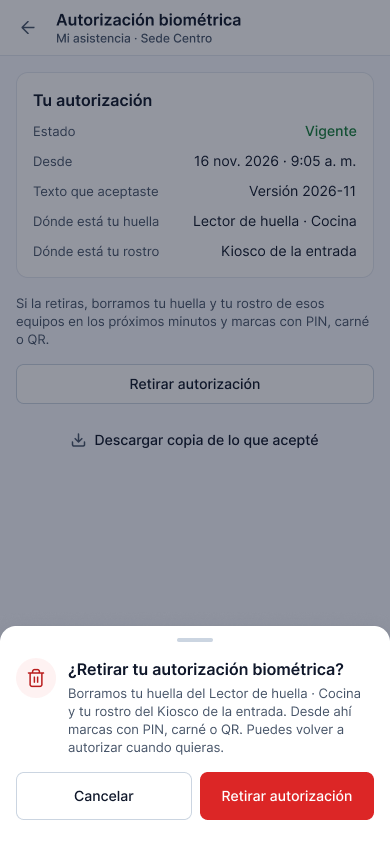 Autorización biométrica
Mi asistencia · Sede Centro
Tu autorización
Estado Vigente
Desde 16 nov. 2026 · 9:05 a. m.
Texto que aceptaste Versión 2026-11
Dónde está tu huella Lector de huella · Cocina
Dónde está tu rostro Kiosco de la entrada
Si la retiras, borramos tu huella y tu rostro de esos
equipos en los próximos minutos y marcas con PIN, carné
o QR.
Retirar autorización
Descargar copia de lo que acepté
¿Retirar tu autorización biométrica?
Borramos tu huella del Lector de huella · Cocina
y tu rostro del Kiosco de la entrada. Desde ahí
marcas con PIN, carné o QR. Puedes volver a
autorizar cuando quieras.
Cancelar Retirar autorización